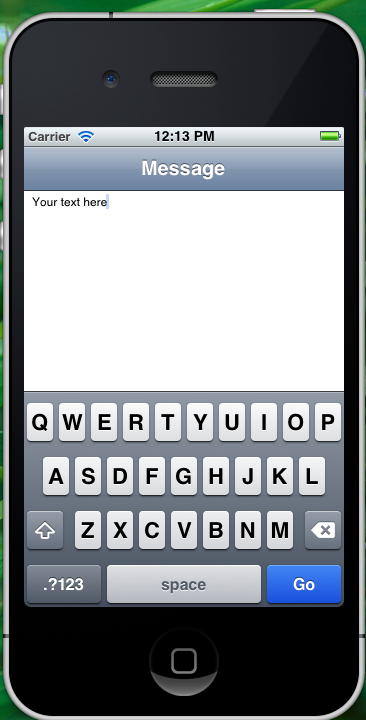 Carrier 12:13 PM
Message
Your text here
Q W E R T Y U I O P
A S D F G H J K L
Z X C V B N M
.?123 space Go